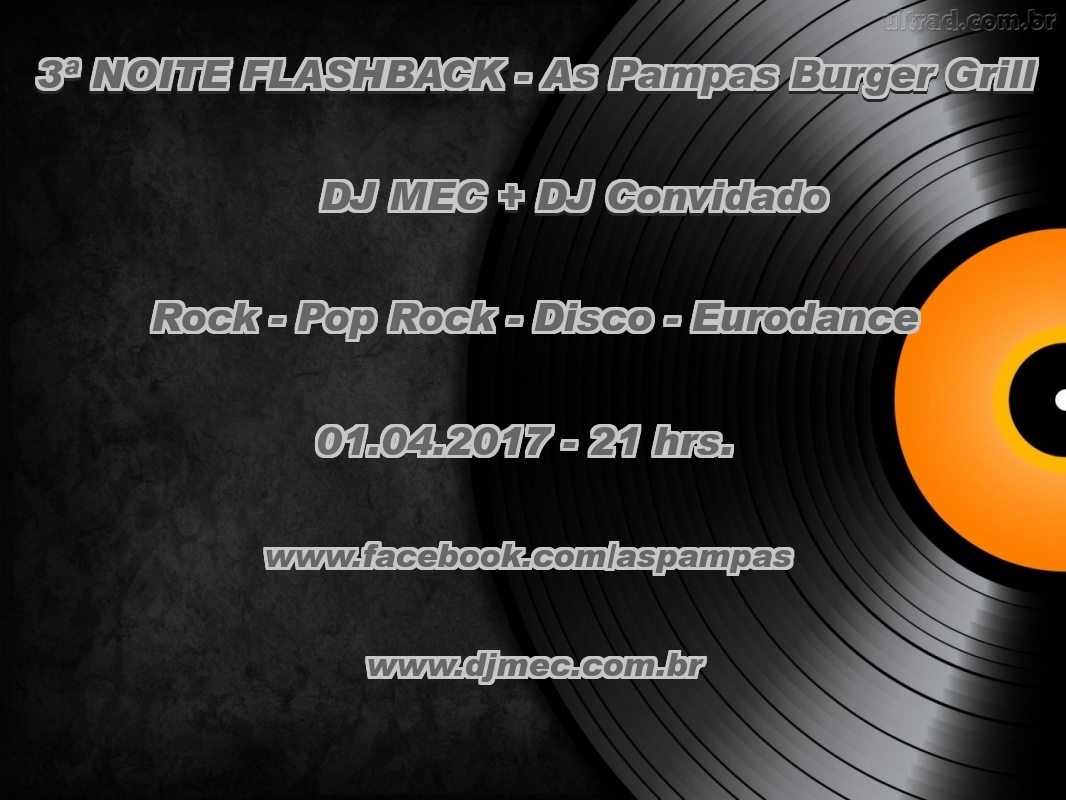 ultrad.com.br
3ª NOITE FLASHBACK - As Pampas Burger Grill
DJ MEC + DJ Convidado
Rock - Pop Rock - Disco - Eurodance
01.04.2017 - 21 hrs.
www.facebook.com/aspampas
www.djmec.com.br